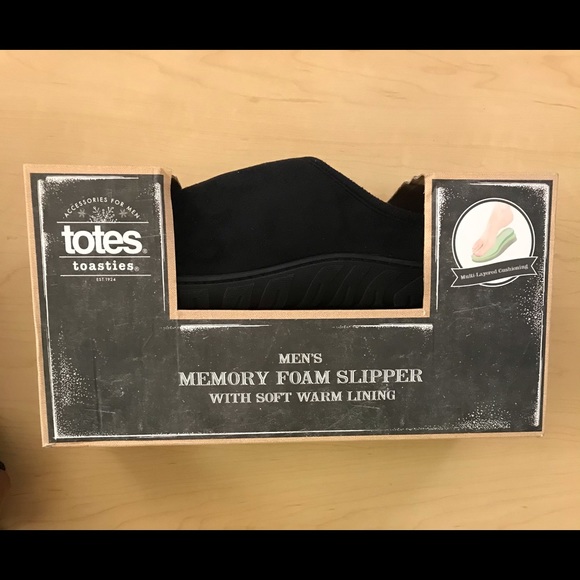 ACCESSORIES FOR MEN
totes®
toasties®
EST.1924
Multi-Layered Cushioning
MEN'S
MEMORY FOAM SLIPPER
WITH SOFT WARM LINING